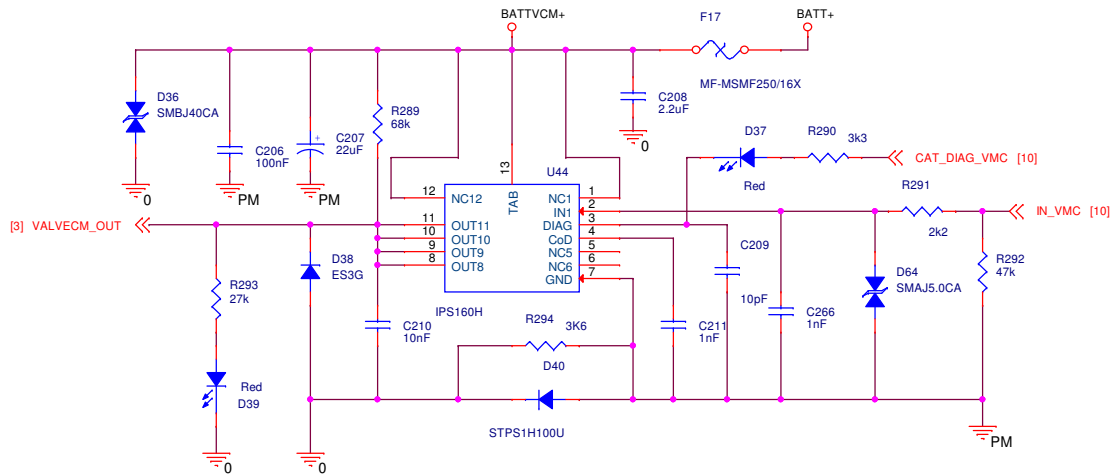 BATTVCM+
F17
BATT+
MF-MSMF250/16X
D36
SMBJ40CA
R289
68k
C208
2.2uF
C206
100nF
C207
22uF
+
0
D37
R290
3k3
CAT_DIAG_VMC [10]
Red
0
PM
PM
13
U44
TAB
12
NC12
NC1
1
R291
IN1
2
IN_VMC [10]
2k2
[3] VALVECM_OUT
11
OUT11
DIAG
3
10
OUT10
CoD
4
9
OUT9
NC5
5
8
OUT8
NC6
6
GND
7
C209
10pF
D38
ES3G
D64
SMAJ5.0CA
R292
47k
R293
27k
IPS160H
C266
1nF
C210
10nF
R294
3K6
C211
1nF
D40
Red
D39
STPS1H100U
0
0
PM